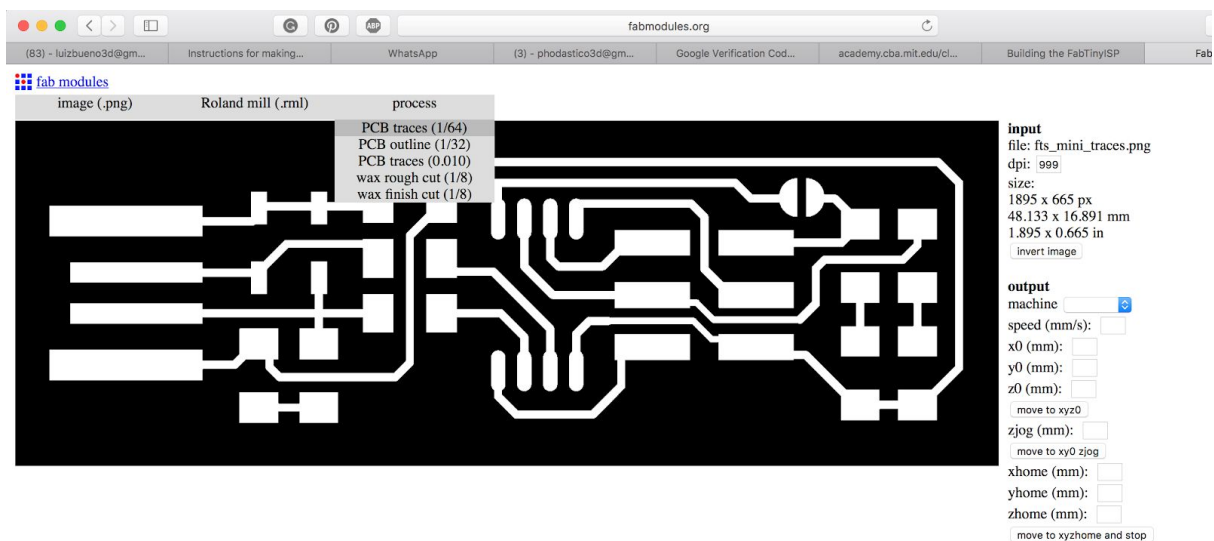 fabmodules.org
(83) - luizbueno3d@gm... Instructions for making... WhatsApp (3) - phodastico3d@gm... Google Verification Cod... academy.cba.mit.edu/cl... Building the FabTinyISP Fab
ABP
fab modules
image (.png) Roland mill (.rml) process
PCB traces (1/64)
PCB outline (1/32)
PCB traces (0.010)
wax rough cut (1/8)
wax finish cut (1/8)
input
file: fts_mini_traces.png
dpi: 999
size:
1895 x 665 px
48.133 x 16.891 mm
1.895 x 0.665 in
invert image
output
machine
speed (mm/s):
x0 (mm):
y0 (mm):
z0 (mm):
move to xyz0
zjog (mm):
move to xy0 zjog
xhome (mm):
yhome (mm):
zhome (mm):
move to xyzhome and stop